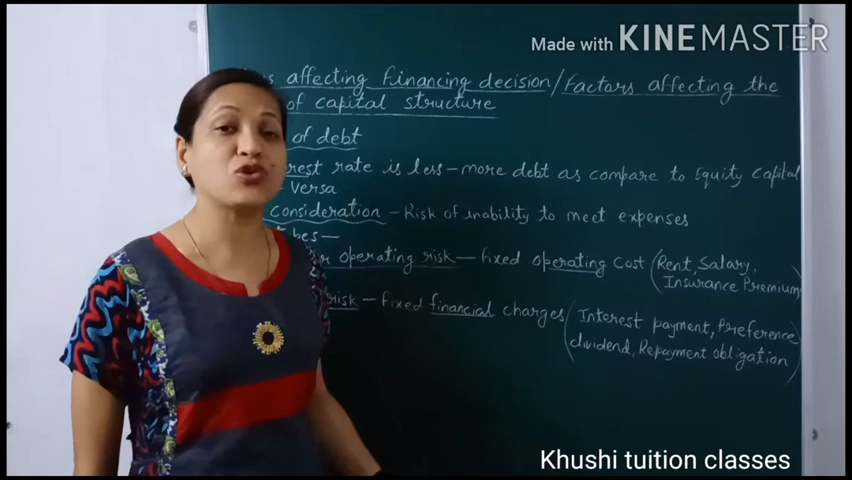 Made with KINEMASTER
affecting financing decision/Factors affecting the
of capital structure
of debt
rest rate is less - more debt as compare to Equity capital
- Versa
consideration - Risk of inability to meet expenses
ibes -
operating risk - fixed operating cost (Rent, Salary,
Insurance Premium)
risk - fixed financial charges (Interest payment, Preference
dividend, Repayment obligation)
Khushi tuition classes